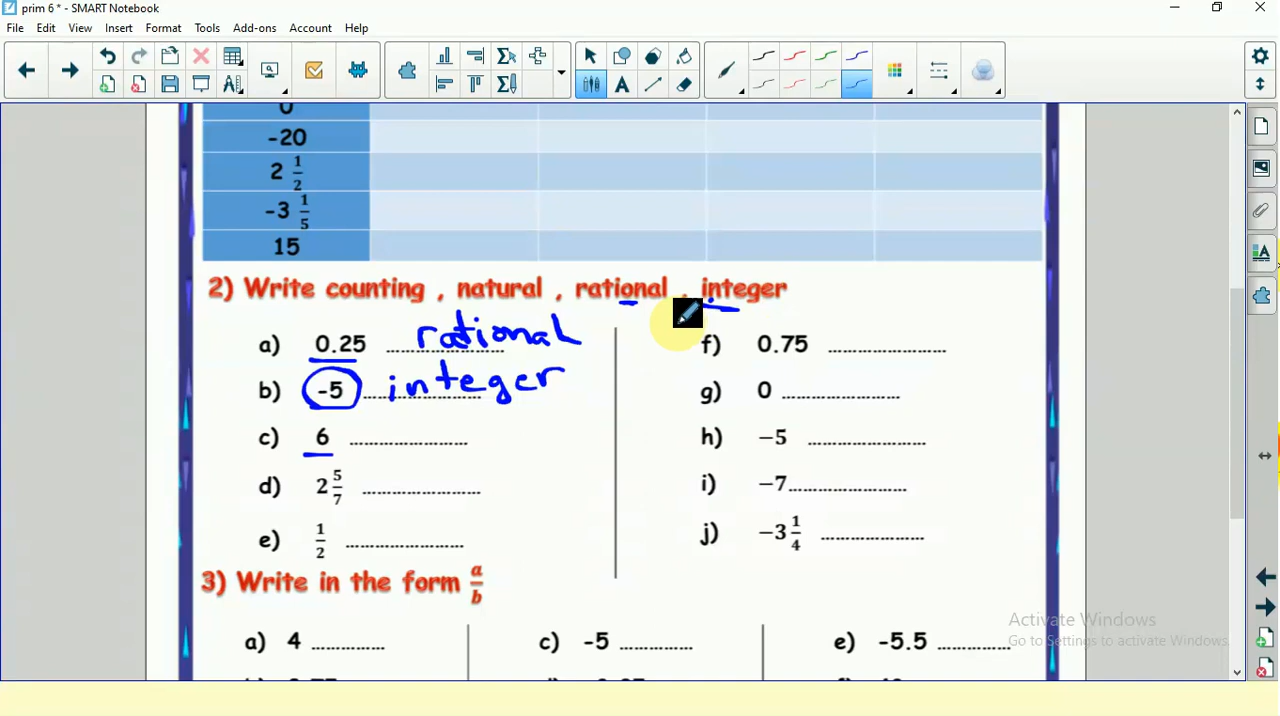 prim 6 * - SMART Notebook
File Edit View Insert Format Tools Add-ons Account Help
0
-20
2 1/2
-3 1/5
15
2) Write counting , natural , rational , integer
a) 0.25 .................... rational
b) -5 .................... integer
c) 6 ....................
d) 2 5/7 ....................
e) 1/2 ....................
f) 0.75 ....................
g) 0 ....................
h) −5 ....................
i) −7 ....................
j) −3 1/4 ....................
3) Write in the form a/b
a) 4 ..............
c) -5 ..............
e) -5.5 ..............
Activate Windows
Go to Settings to activate Windows.